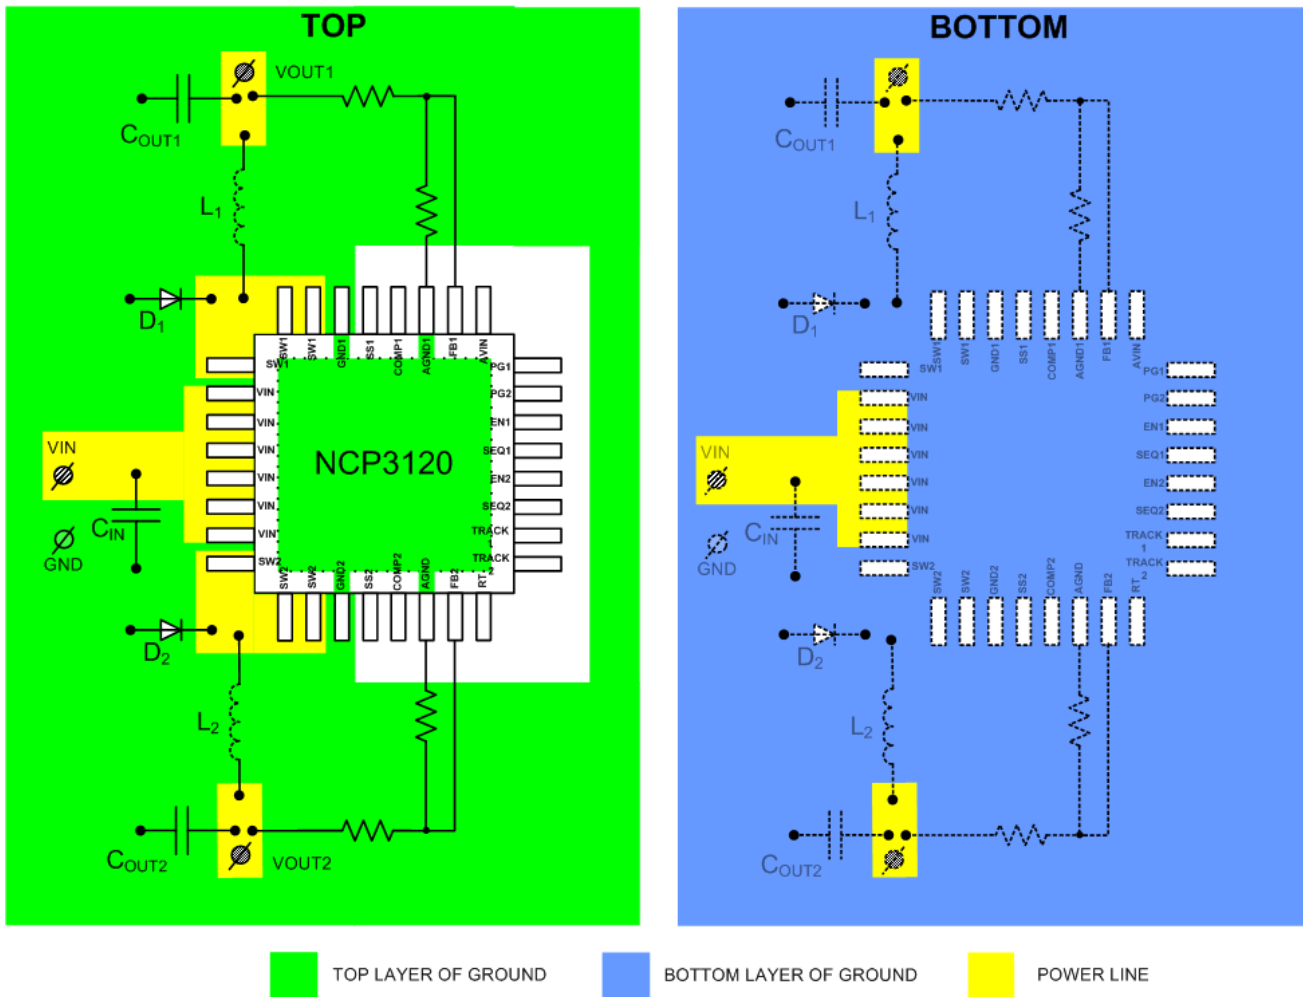 TOP
VOUT1
COUT1
L1
D1
SW1
SW1
GND1
SS1
COMP1
AGND1
FB1
AVIN
SW1
VIN
VIN
VIN
VIN
VIN
VIN
SW2
PG1
PG2
EN1
SEQ1
EN2
SEQ2
TRACK
1
TRACK
2
NCP3120
VIN
CIN
GND
SW2
SW2
GND2
SS2
COMP2
AGND
FB2
RT
D2
L2
COUT2
VOUT2
BOTTOM
COUT1
L1
D1
SW1
SW1
GND1
SS1
COMP1
AGND1
FB1
AVIN
SW1
VIN
VIN
VIN
VIN
VIN
VIN
SW2
PG1
PG2
EN1
SEQ1
EN2
SEQ2
TRACK
1
TRACK
2
VIN
CIN
GND
SW2
SW2
GND2
SS2
COMP2
AGND
FB2
RT
D2
L2
COUT2
TOP LAYER OF GROUND
BOTTOM LAYER OF GROUND
POWER LINE